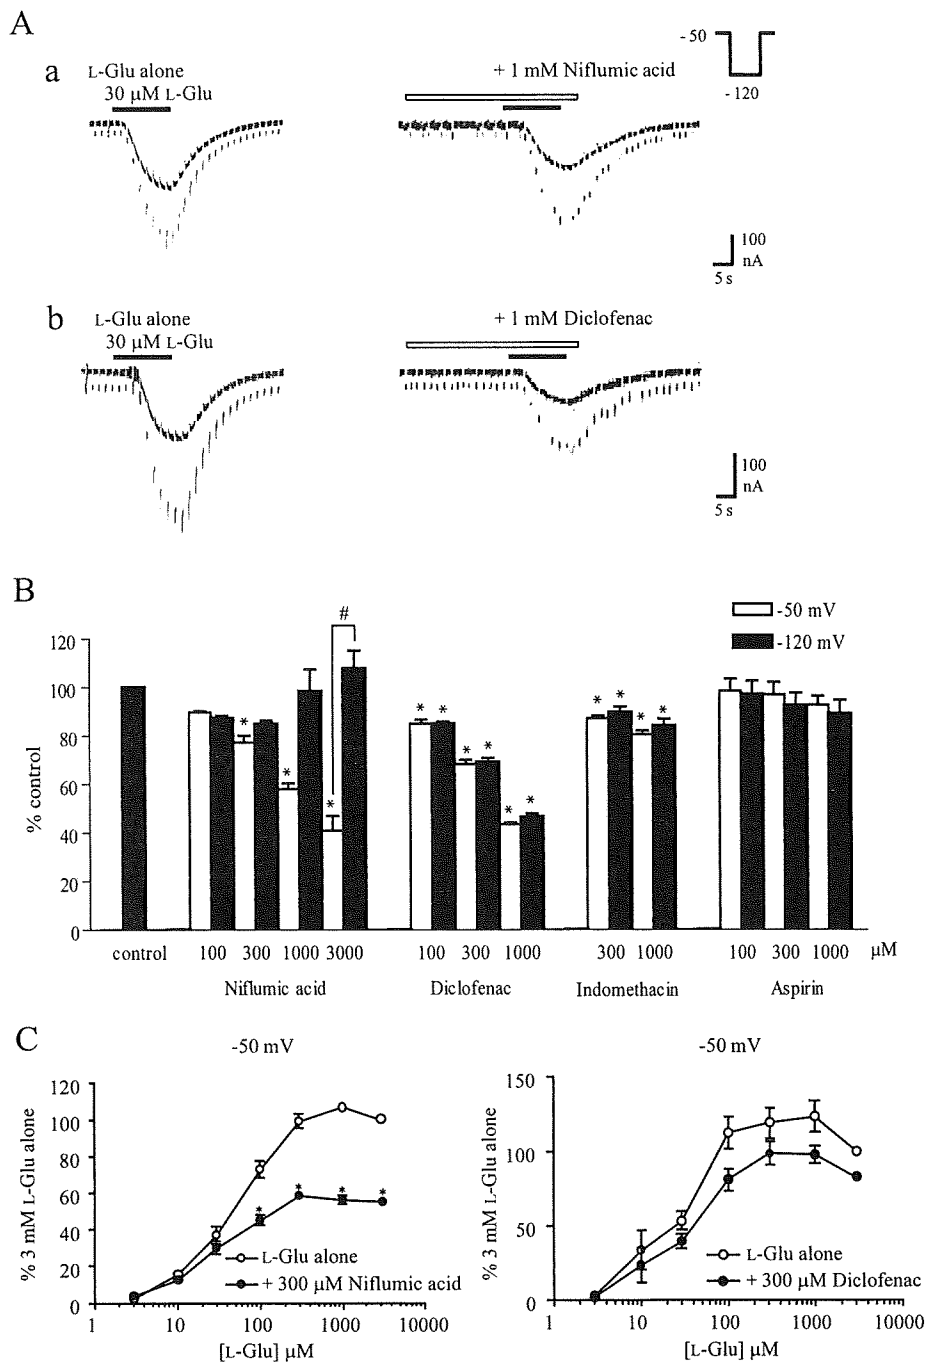 A
a
L-Glu alone
30 μM L-Glu
+ 1 mM Niflumic acid
- 50
- 120
100
nA
5 s
b
L-Glu alone
30 μM L-Glu
+ 1 mM Diclofenac
100
nA
5 s
B
-50 mV
-120 mV
#
% control
120
100
80
60
40
20
0
* * * * * * * * * * * * *
control 100 300 1000 3000 100 300 1000 300 1000 100 300 1000 μM
Niflumic acid Diclofenac Indomethacin Aspirin
C
-50 mV
% 3 mM L-Glu alone
120
100
80
60
40
20
0
* * * *
L-Glu alone
+ 300 μM Niflumic acid
1 10 100 1000 10000
[L-Glu] μM
-50 mV
% 3 mM L-Glu alone
150
100
50
0
L-Glu alone
+ 300 μM Diclofenac
1 10 100 1000 10000
[L-Glu] μM